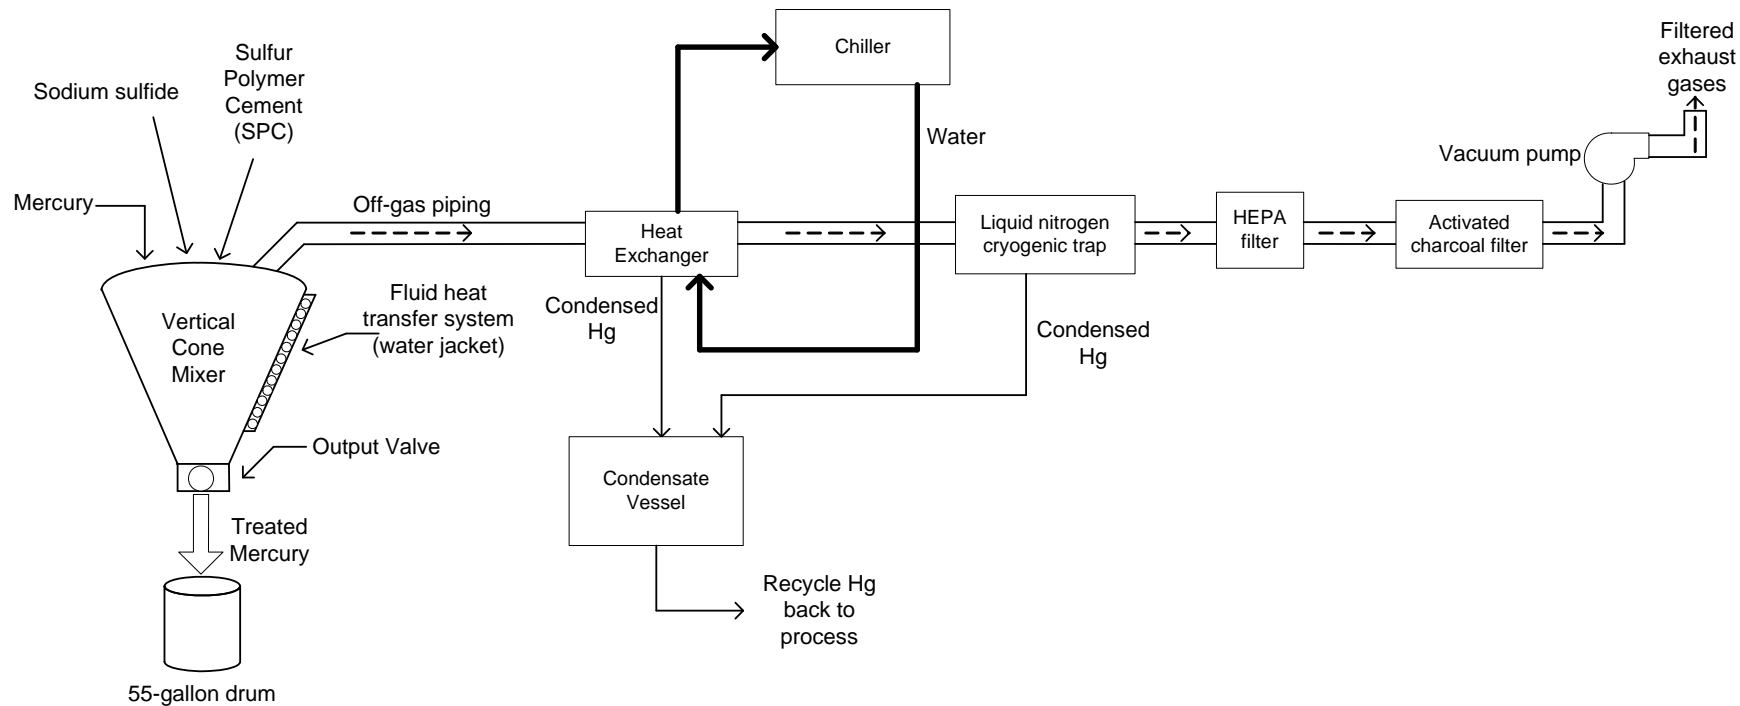 Sodium sulfide
Sulfur
Polymer
Cement
(SPC)
Mercury
Off-gas piping
Chiller
Water
Heat
Exchanger
Liquid nitrogen
cryogenic trap
HEPA
filter
Activated
charcoal filter
Vacuum pump
Filtered
exhaust
gases
Vertical
Cone
Mixer
Fluid heat
transfer system
(water jacket)
Condensed
Hg
Condensed
Hg
Output Valve
Condensate
Vessel
Treated
Mercury
Recycle Hg
back to
process
55-gallon drum